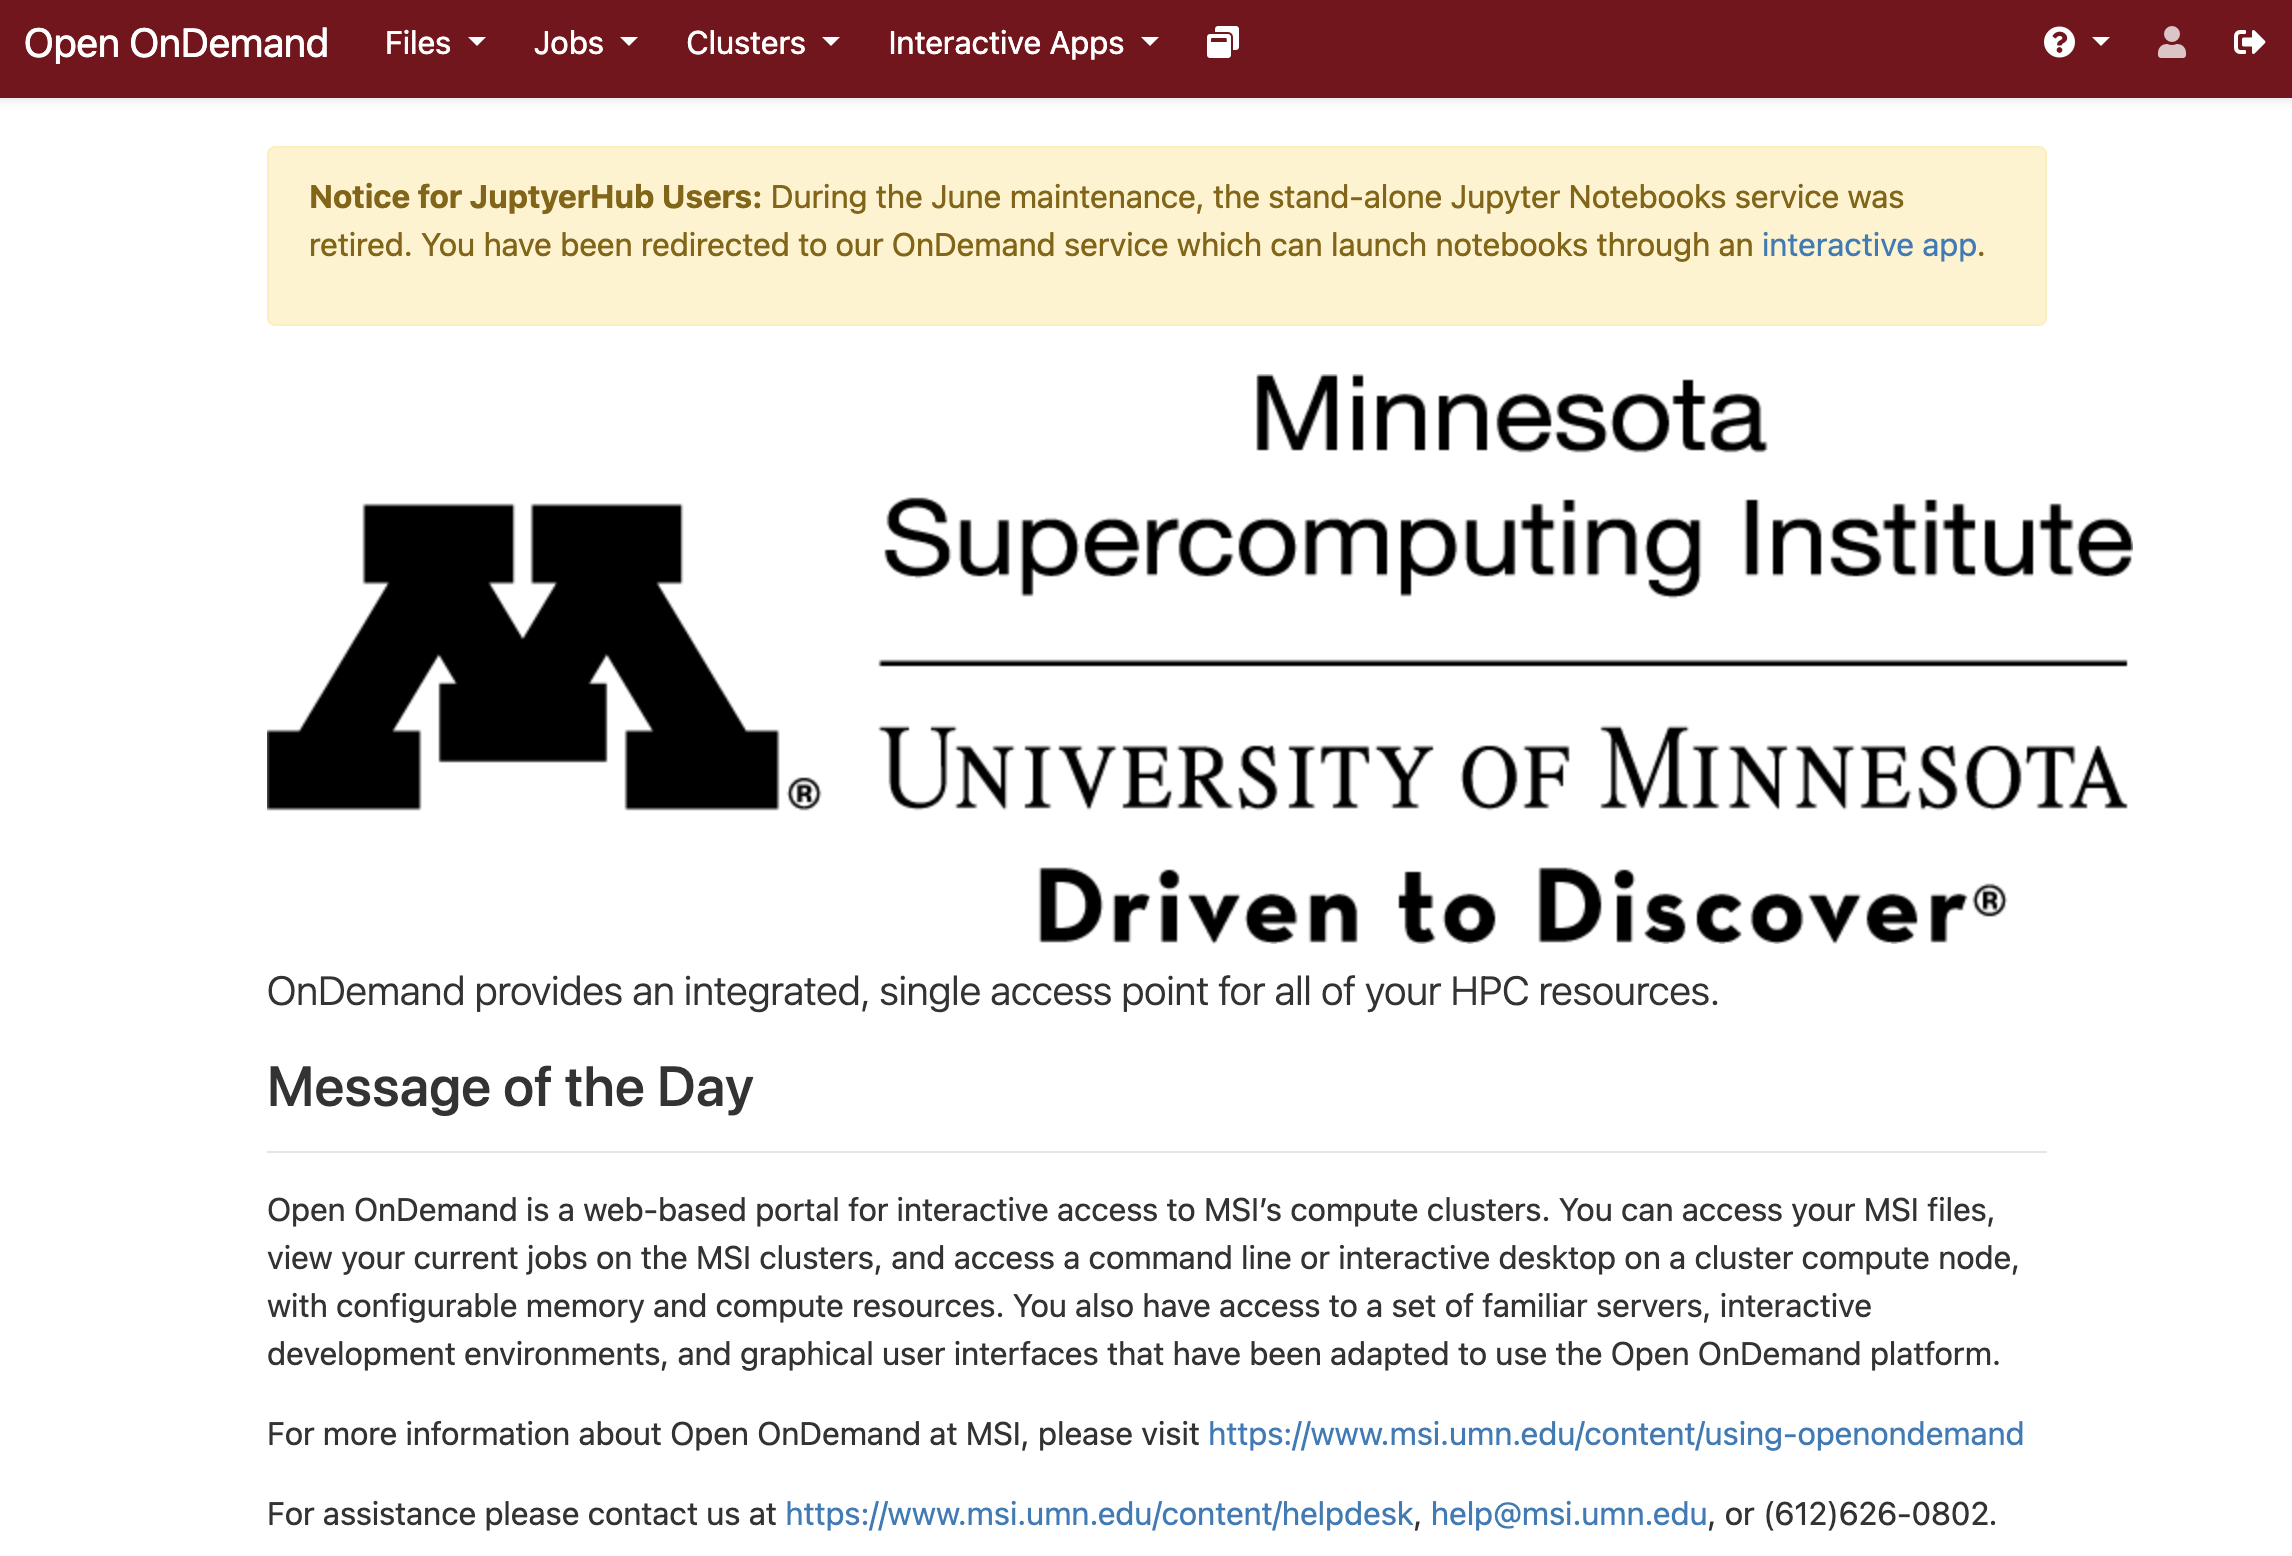 Open OnDemand Files Jobs Clusters Interactive Apps
Notice for JuptyerHub Users: During the June maintenance, the stand-alone Jupyter Notebooks service was
retired. You have been redirected to our OnDemand service which can launch notebooks through an interactive app.
Minnesota
Supercomputing Institute
M®
UNIVERSITY OF MINNESOTA
Driven to Discover®
OnDemand provides an integrated, single access point for all of your HPC resources.
Message of the Day
Open OnDemand is a web-based portal for interactive access to MSI’s compute clusters. You can access your MSI files,
view your current jobs on the MSI clusters, and access a command line or interactive desktop on a cluster compute node,
with configurable memory and compute resources. You also have access to a set of familiar servers, interactive
development environments, and graphical user interfaces that have been adapted to use the Open OnDemand platform.
For more information about Open OnDemand at MSI, please visit https://www.msi.umn.edu/content/using-openondemand
For assistance please contact us at https://www.msi.umn.edu/content/helpdesk, help@msi.umn.edu, or (612)626-0802.